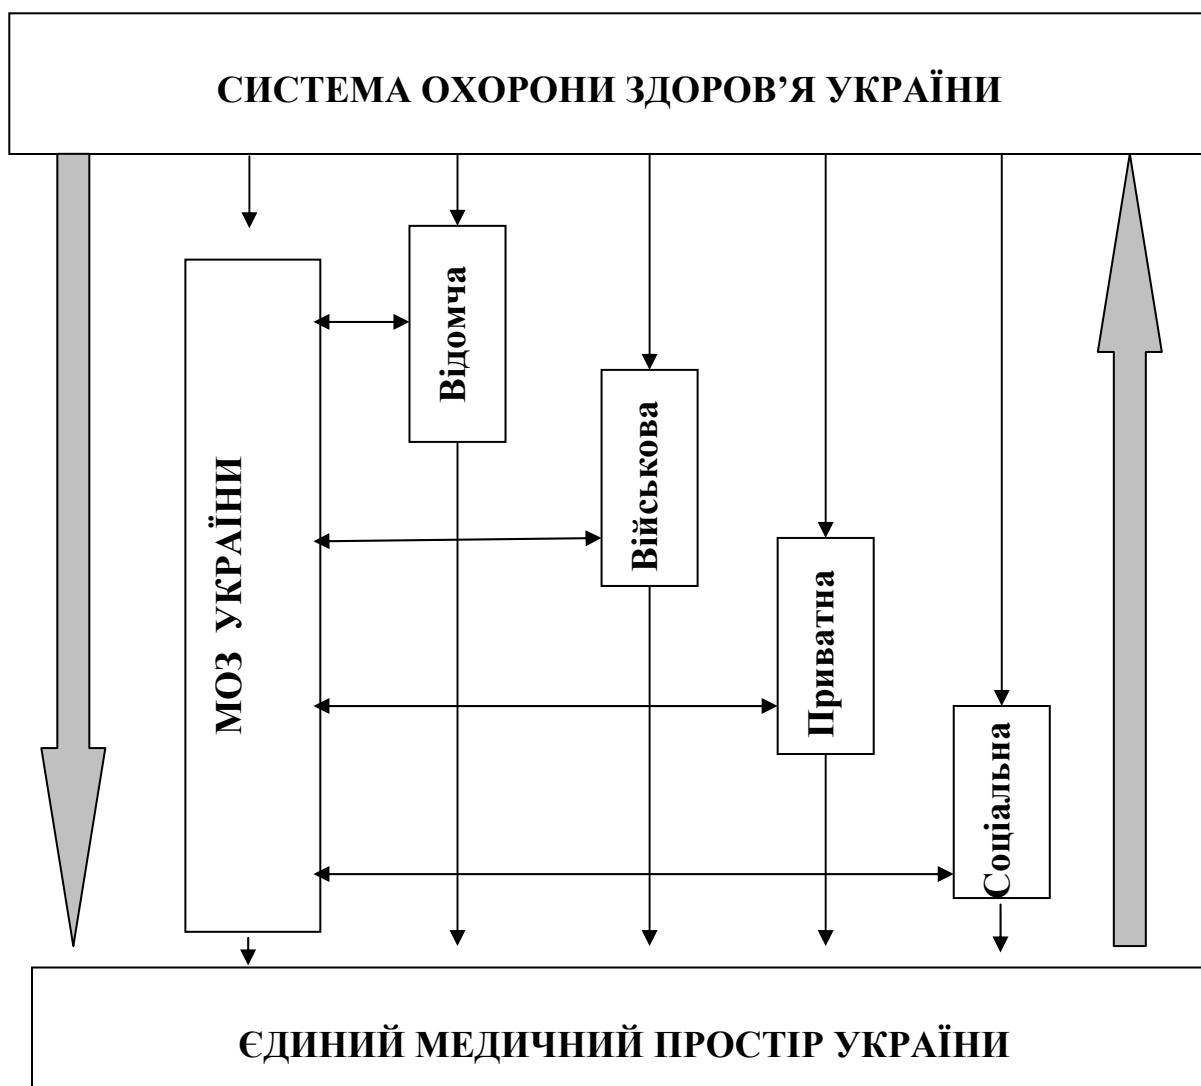 СИСТЕМА ОХОРОНИ ЗДОРОВ’Я УКРАЇНИ
МОЗ УКРАЇНИ
Відомча
Військова
Приватна
Соціальна
ЄДИНИЙ МЕДИЧНИЙ ПРОСТІР УКРАЇНИ